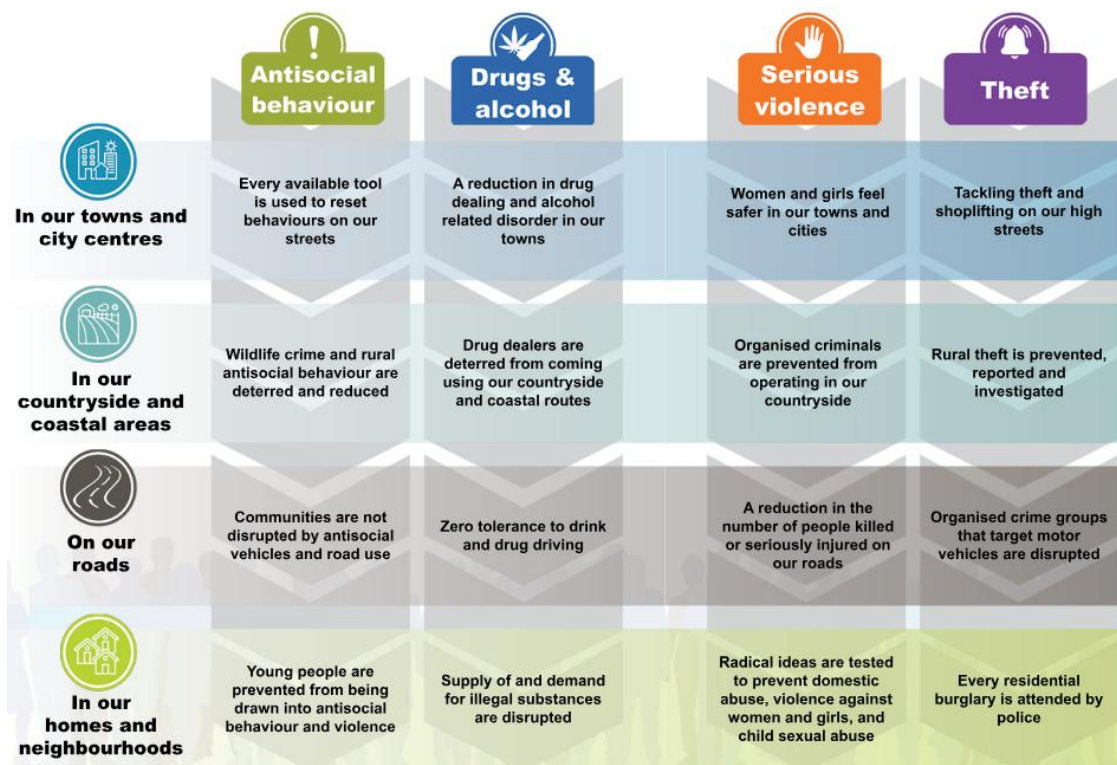 Antisocial
behaviour
Drugs &
alcohol
Serious
violence
Theft
In our towns and
city centres
Every available tool
is used to reset
behaviours on our
streets
A reduction in drug
dealing and alcohol
related disorder in our
towns
Women and girls feel
safer in our towns and
cities
Tackling theft and
shoplifting on our high
streets
In our
countryside and
coastal areas
Wildlife crime and rural
antisocial behaviour are
deterred and reduced
Drug dealers are
deterred from coming
using our countryside
and coastal routes
Organised criminals
are prevented from
operating in our
countryside
Rural theft is prevented,
reported and
investigated
On our
roads
Communities are not
disrupted by antisocial
vehicles and road use
Zero tolerance to drink
and drug driving
A reduction in the
number of people killed
or seriously injured on
our roads
Organised crime groups
that target motor
vehicles are disrupted
In our
homes and
neighbourhoods
Young people are
prevented from being
drawn into antisocial
behaviour and violence
Supply of and demand
for illegal substances
are disrupted
Radical ideas are tested
to prevent domestic
abuse, violence against
women and girls, and
child sexual abuse
Every residential
burglary is attended by
police